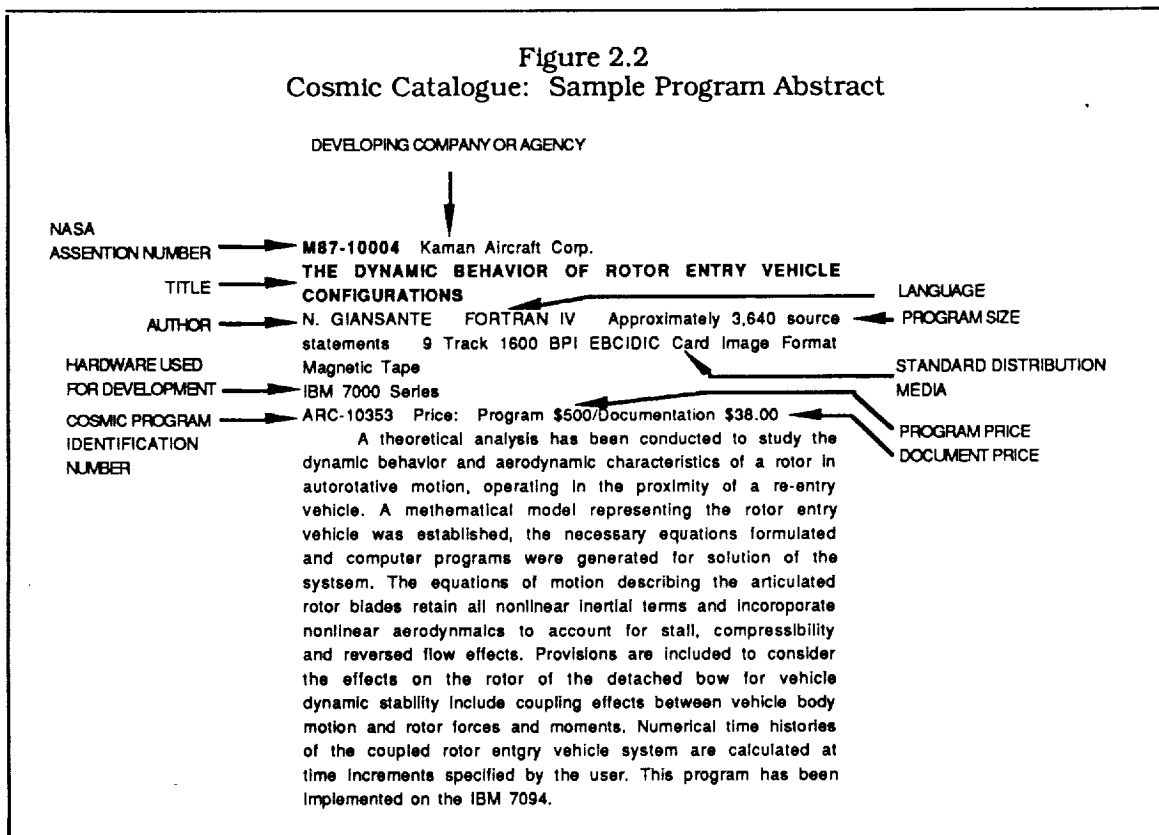 Figure 2.2
Cosmic Catalogue: Sample Program Abstract
DEVELOPING COMPANY OR AGENCY
NASA
ASSENTION NUMBER
M87-10004 Kaman Aircraft Corp.
TITLE
THE DYNAMIC BEHAVIOR OF ROTOR ENTRY VEHICLE
CONFIGURATIONS
LANGUAGE
AUTHOR
N. GIANSANTE FORTRAN IV Approximately 3,640 source
PROGRAM SIZE
statements 9 Track 1600 BPI EBCIDIC Card Image Format
Magnetic Tape
STANDARD DISTRIBUTION
MEDIA
HARDWARE USED
FOR DEVELOPMENT
IBM 7000 Series
COSMIC PROGRAM
IDENTIFICATION
NUMBER
ARC-10353 Price: Program $500/Documentation $38.00
PROGRAM PRICE
DOCUMENT PRICE
A theoretical analysis has been conducted to study the
dynamic behavior and aerodynamic characteristics of a rotor in
autorotative motion, operating in the proximity of a re-entry
vehicle. A methematical model representing the rotor entry
vehicle was established, the necessary equations formulated
and computer programs were generated for solution of the
systsem. The equations of motion describing the articulated
rotor blades retain all nonlinear inertial terms and incoroporate
nonlinear aerodynmaics to account for stall, compressibility
and reversed flow effects. Provisions are included to consider
the effects on the rotor of the detached bow for vehicle
dynamic stability include coupling effects between vehicle body
motion and rotor forces and moments. Numerical time histories
of the coupled rotor entgry vehicle system are calculated at
time increments specified by the user. This program has been
implemented on the IBM 7094.